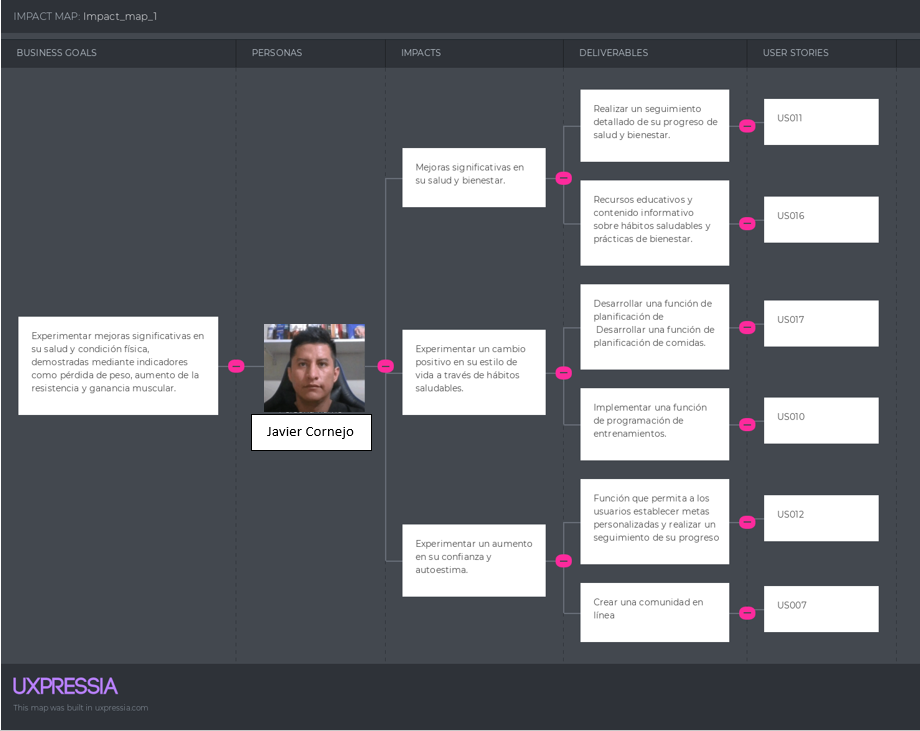 IMPACT MAP: Impact_map_1
BUSINESS GOALS
PERSONAS
IMPACTS
DELIVERABLES
USER STORIES
Experimentar mejoras significativas en
su salud y condición física,
demostradas mediante indicadores
como pérdida de peso, aumento de la
resistencia y ganancia muscular.
Javier Cornejo
Mejoras significativas en
su salud y bienestar.
Realizar un seguimiento
detallado de su progreso de
salud y bienestar.
US011
Recursos educativos y
contenido informativo
sobre hábitos saludables y
prácticas de bienestar.
US016
Experimentar un cambio
positivo en su estilo de
vida a través de hábitos
saludables.
Desarrollar una función de
planificación de
Desarrollar una función de
planificación de comidas.
US017
Implementar una función
de programación de
entrenamientos.
US010
Experimentar un aumento
en su confianza y
autoestima.
Función que permita a los
usuarios establecer metas
personalizadas y realizar un
seguimiento de su progreso
US012
Crear una comunidad en
línea
US007
UXPRESSIA
This map was built in uxpressia.com